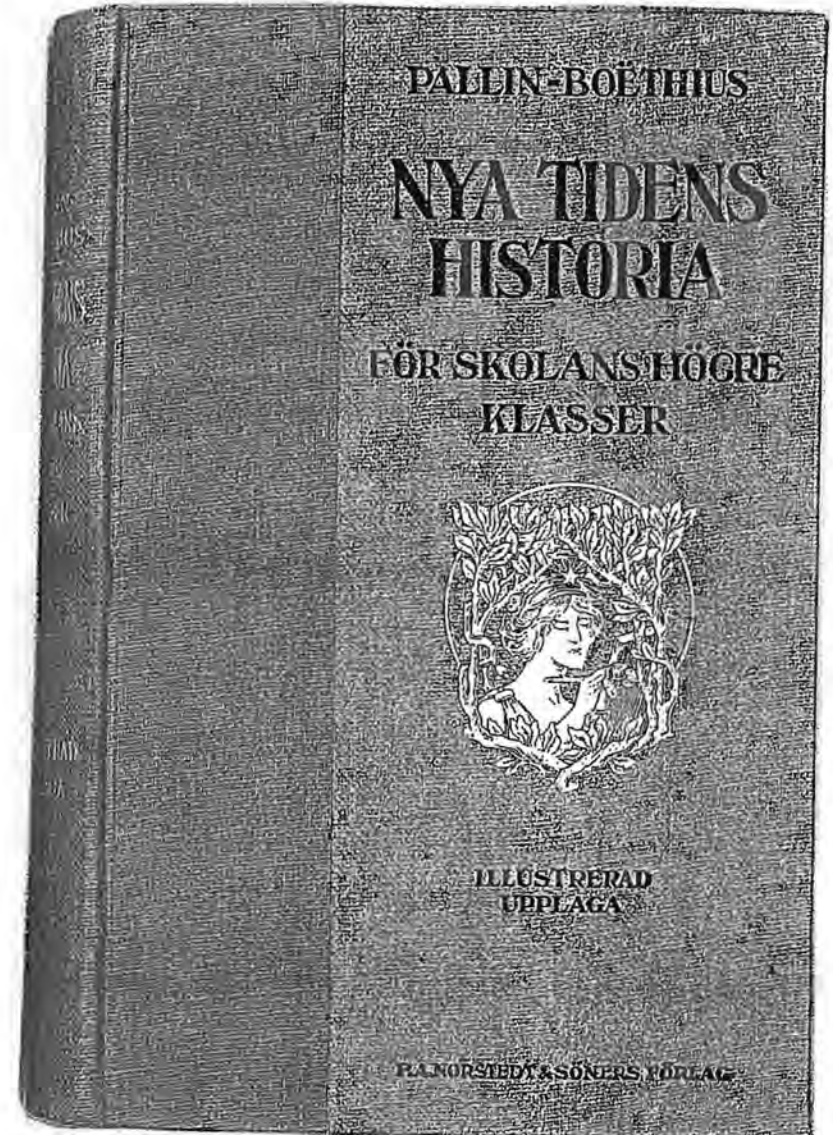 PALLIN-BOËTHIUS
NYA TIDENS
HISTORIA
FÖR SKOLANS HÖGRE
KLASSER
ILLUSTRERAD
UPPLAGA
P.A. NORSTEDT & SÖNERS FÖRLAG